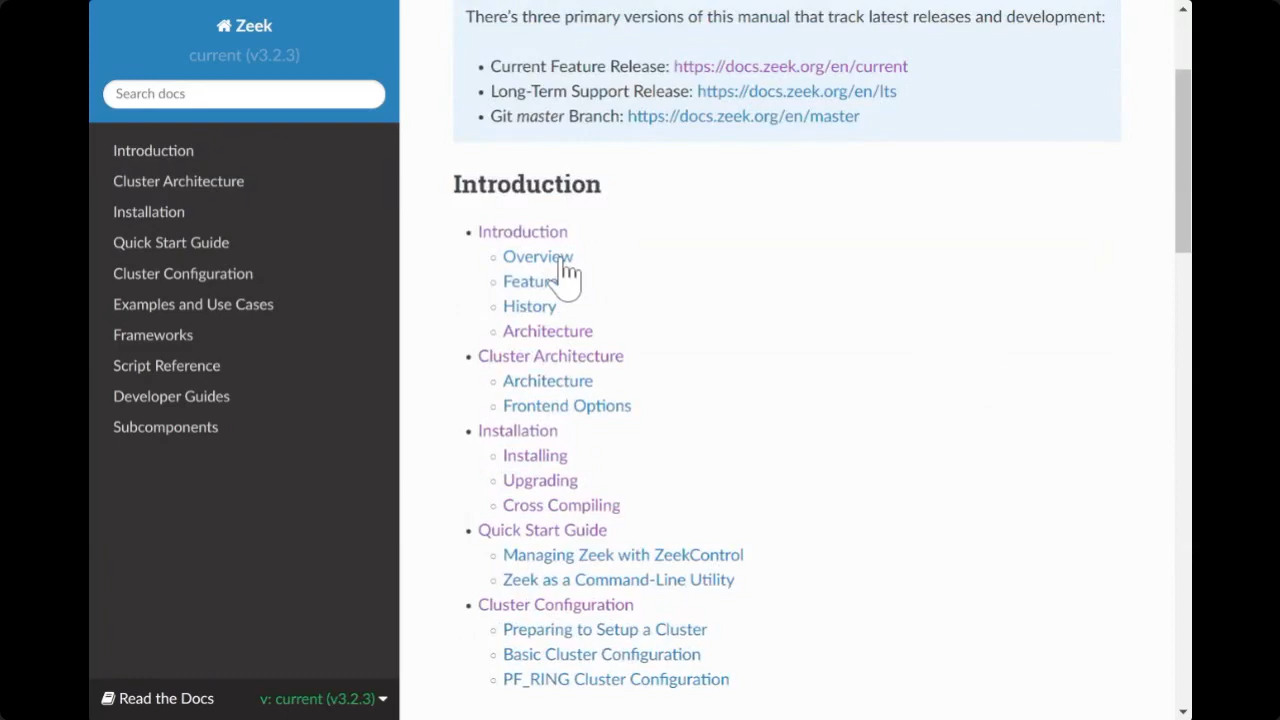 Zeek
current (v3.2.3)
Search docs
Introduction
Cluster Architecture
Installation
Quick Start Guide
Cluster Configuration
Examples and Use Cases
Frameworks
Script Reference
Developer Guides
Subcomponents
Read the Docs
v: current (v3.2.3)
There's three primary versions of this manual that track latest releases and development:
• Current Feature Release: https://docs.zeek.org/en/current
• Long-Term Support Release: https://docs.zeek.org/en/lts
• Git master Branch: https://docs.zeek.org/en/master
Introduction
• Introduction
○ Overview
○ Featur
○ History
○ Architecture
• Cluster Architecture
○ Architecture
○ Frontend Options
• Installation
○ Installing
○ Upgrading
○ Cross Compiling
• Quick Start Guide
○ Managing Zeek with ZeekControl
○ Zeek as a Command-Line Utility
• Cluster Configuration
○ Preparing to Setup a Cluster
○ Basic Cluster Configuration
○ PF_RING Cluster Configuration